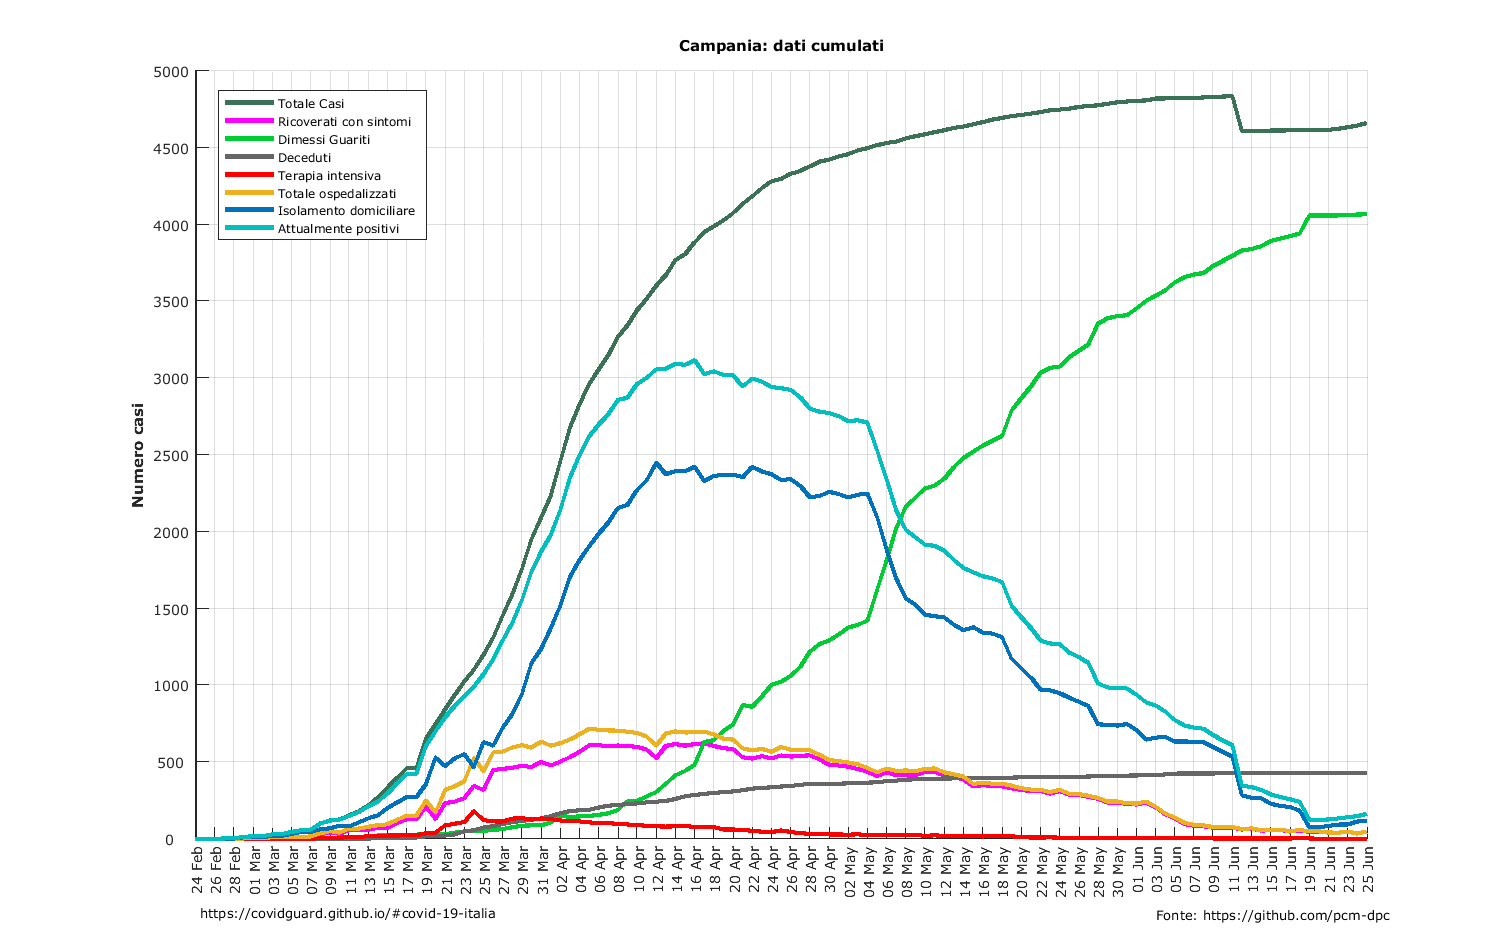 Campania: dati cumulati
Numero casi
5000
4500
4000
3500
3000
2500
2000
1500
1000
500
0
Totale Casi
Ricoverati con sintomi
Dimessi Guariti
Deceduti
Terapia intensiva
Totale ospedalizzati
Isolamento domiciliare
Attualmente positivi
24 Feb
26 Feb
28 Feb
01 Mar
03 Mar
05 Mar
07 Mar
09 Mar
11 Mar
13 Mar
15 Mar
17 Mar
19 Mar
21 Mar
23 Mar
25 Mar
27 Mar
29 Mar
31 Mar
02 Apr
04 Apr
06 Apr
08 Apr
10 Apr
12 Apr
14 Apr
16 Apr
18 Apr
20 Apr
22 Apr
24 Apr
26 Apr
28 Apr
30 Apr
02 May
04 May
06 May
08 May
10 May
12 May
14 May
16 May
18 May
20 May
22 May
24 May
26 May
28 May
30 May
01 Jun
03 Jun
05 Jun
07 Jun
09 Jun
11 Jun
13 Jun
15 Jun
17 Jun
19 Jun
21 Jun
23 Jun
25 Jun
https://covidguard.github.io/#covid-19-italia
Fonte: https://github.com/pcm-dpc